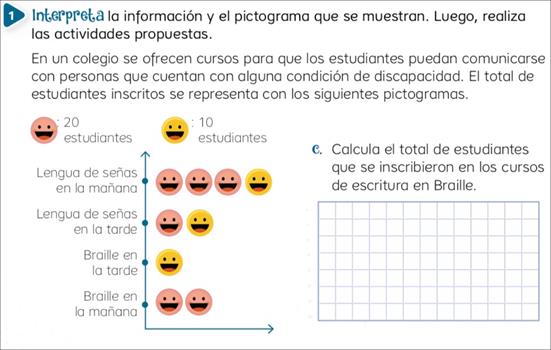 1 Interpreta la información y el pictograma que se muestran. Luego, realiza
las actividades propuestas.
En un colegio se ofrecen cursos para que los estudiantes puedan comunicarse
con personas que cuentan con alguna condición de discapacidad. El total de
estudiantes inscritos se representa con los siguientes pictogramas.
: 20
estudiantes
: 10
estudiantes
c. Calcula el total de estudiantes
que se inscribieron en los cursos
de escritura en Braille.
Lengua de señas
en la mañana
Lengua de señas
en la tarde
Braille en
la tarde
Braille en
la mañana